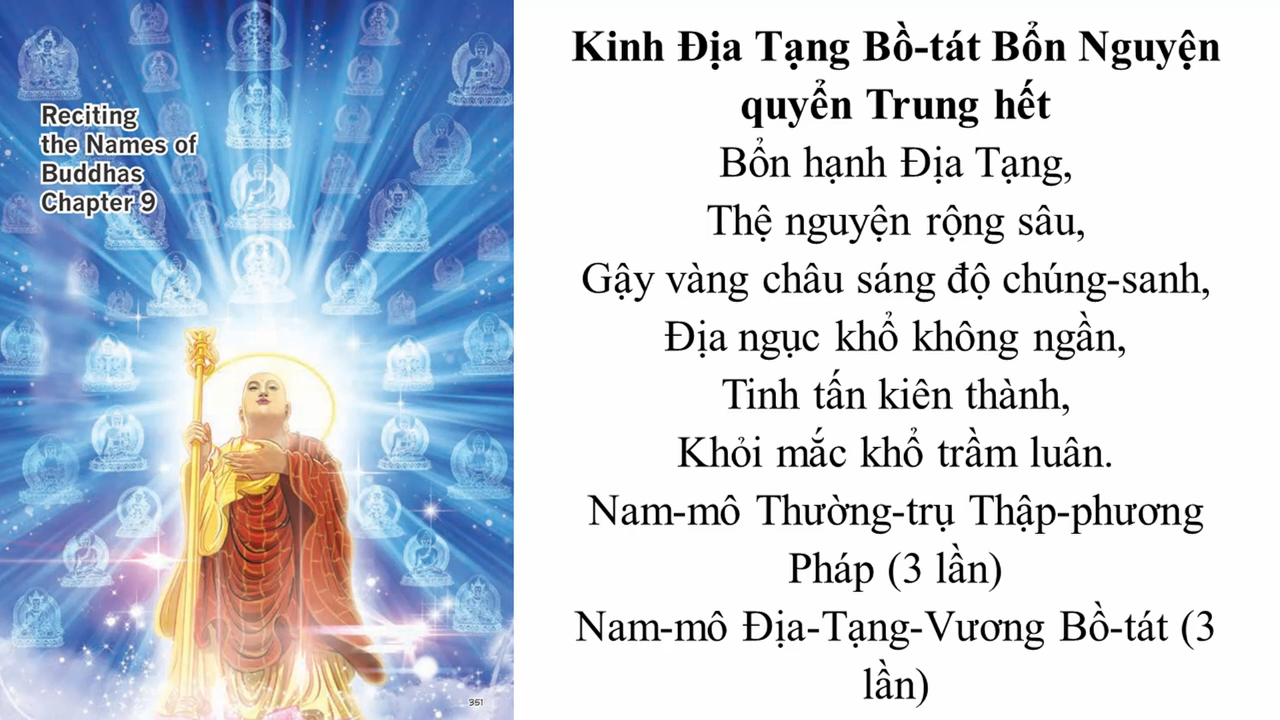 Reciting
the Names of
Buddhas
Chapter 9
351
Kinh Địa Tạng Bồ-tát Bổn Nguyện
quyển Trung hết
Bổn hạnh Địa Tạng,
Thệ nguyện rộng sâu,
Gậy vàng châu sáng độ chúng-sanh,
Địa ngục khổ không ngần,
Tinh tấn kiên thành,
Khỏi mắc khổ trầm luân.
Nam-mô Thường-trụ Thập-phương
Pháp (3 lần)
Nam-mô Địa-Tạng-Vương Bồ-tát (3
lần)